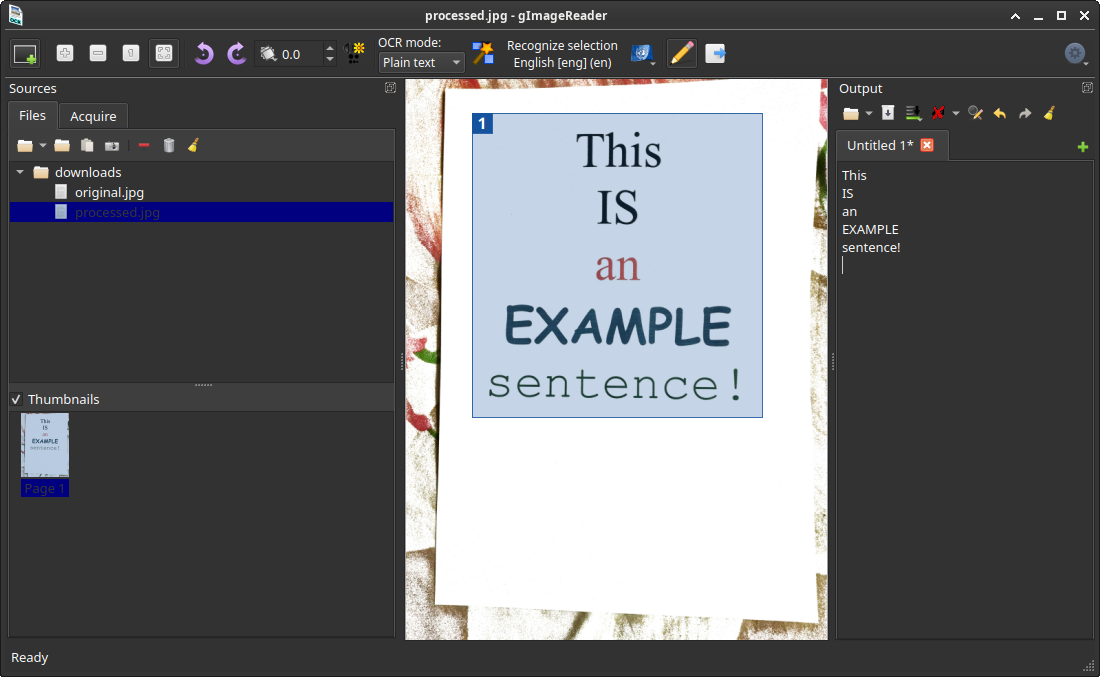 processed.jpg - gImageReader
OCR mode:
Plain text
0.0
Recognize selection
English [eng] (en)
Sources
Files
Acquire
downloads
original.jpg
processed.jpg
Thumbnails
Page 1
1
This
IS
an
EXAMPLE
sentence!
Output
Untitled 1*
This
IS
an
EXAMPLE
sentence!
Ready